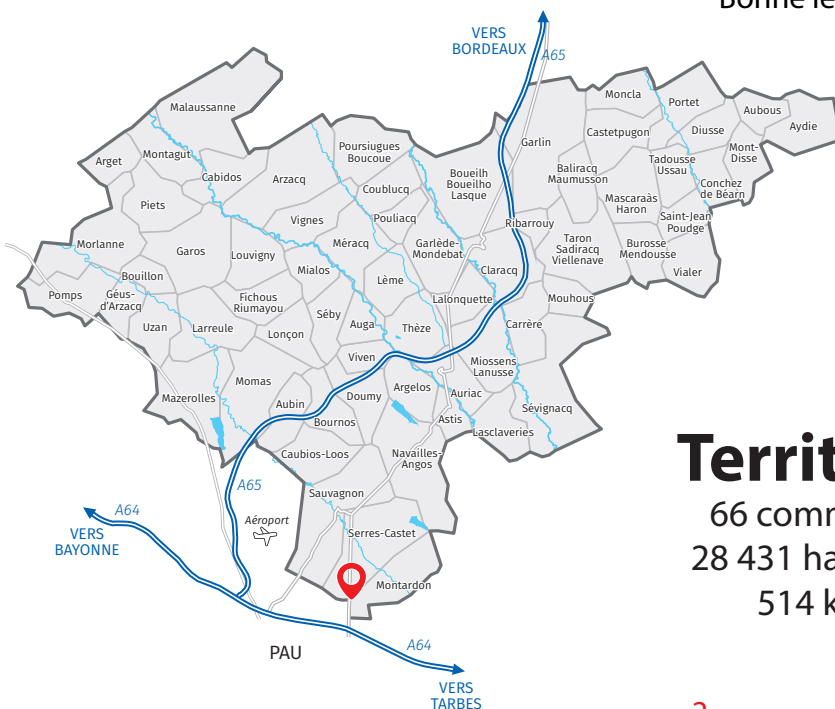 Bonne le
VERS
BORDEAUX
A65
Malaussanne
Moncla
Portet
Aubous
Aydie
Garlin
Castetpugon
Diusse
Mont-
Disse
Arget
Montagut
Cabidos
Arzacq
Poursiugues
Boucoue
Coublucq
Boueilh
Boueilho
Lasque
Baliracq
Maumusson
Tadousse
Ussau
Conchez
de Béarn
Mascaraàs
Haron
Saint-Jean
Poudge
Piets
Vignes
Pouliacq
Ribarrouy
Morlanne
Garos
Louvigny
Méracq
Garlède-
Mondebat
Taron
Sadiracq
Viellenave
Burosse
Mendousse
Vialer
Mialos
Claracq
Bouillon
Lème
Pomps
Géus-
d'Arzacq
Fichous
Riumayou
Lalonquette
Mouhous
Uzan
Larreule
Lonçon
Séby
Auga
Thèze
Carrère
Viven
Miossens
Lanusse
Momas
Mazerolles
Aubin
Doumy
Argelos
Auriac
Sévignacq
Bournos
Astis
Lasclaveries
Caubios-Loos
Navailles-
Angos
Territ
66 comm
28 431 ha
514 k
A65
Sauvagnon
A64
VERS
BAYONNE
Aéroport
Serres-Castet
Montardon
PAU
A64
VERS
TARBES